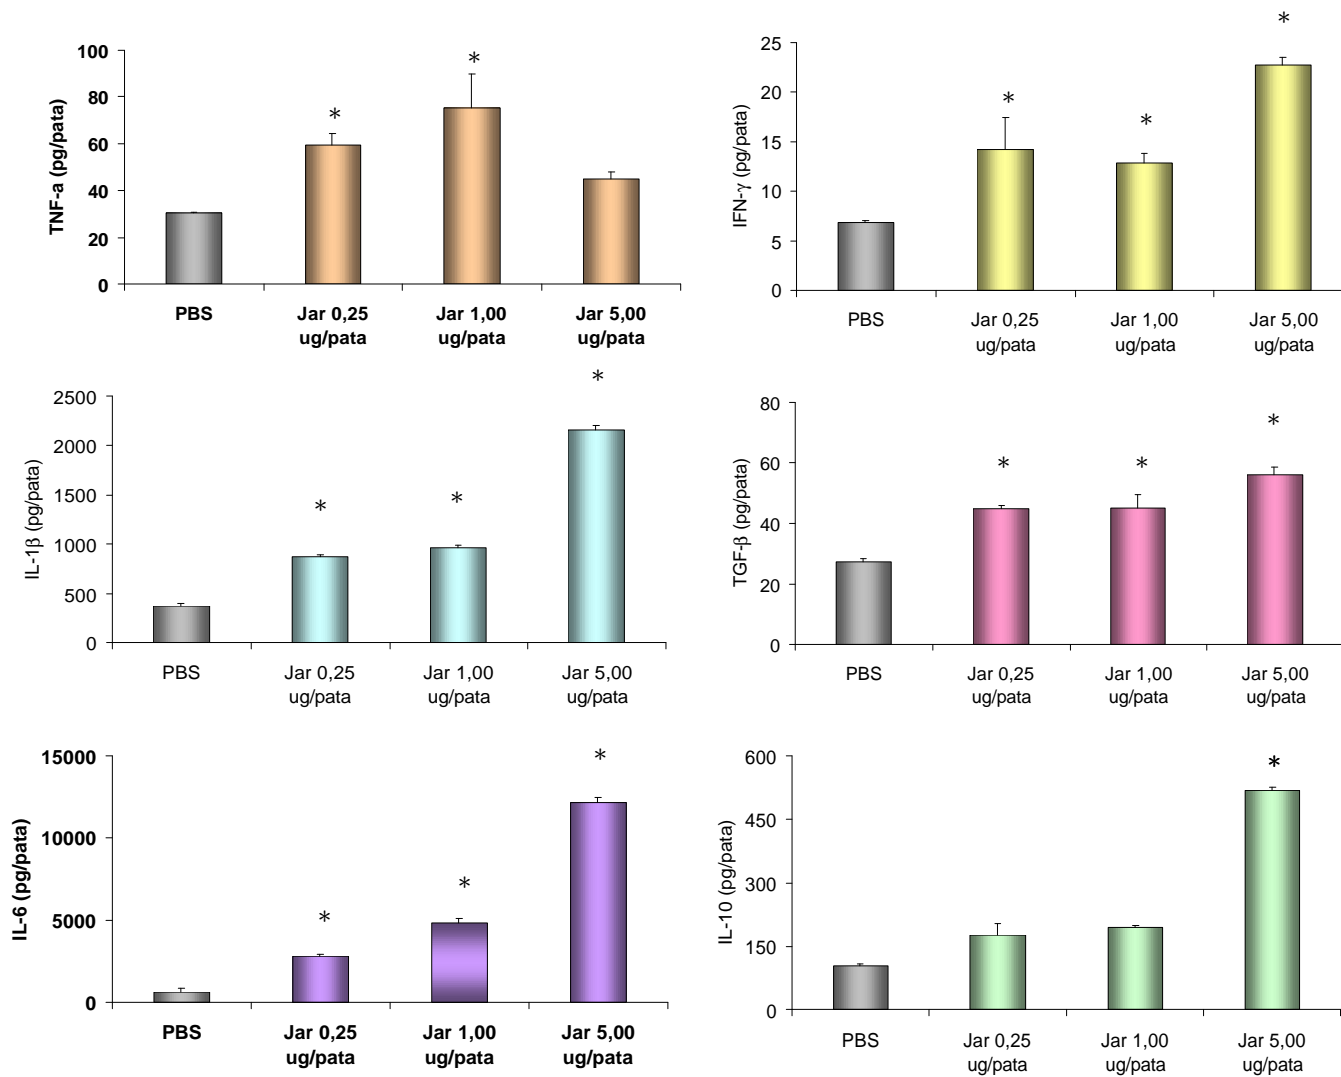 TNF-a (pg/pata)
100
80
60
40
20
0
*
*
PBS
Jar 0,25
ug/pata
Jar 1,00
ug/pata
Jar 5,00
ug/pata
IFN-γ (pg/pata)
25
20
15
10
5
0
*
*
*
PBS
Jar 0,25
ug/pata
Jar 1,00
ug/pata
Jar 5,00
ug/pata
IL-1β (pg/pata)
2500
2000
1500
1000
500
0
*
*
*
PBS
Jar 0,25
ug/pata
Jar 1,00
ug/pata
Jar 5,00
ug/pata
TGF-β (pg/pata)
80
60
40
20
0
*
*
*
PBS
Jar 0,25
ug/pata
Jar 1,00
ug/pata
Jar 5,00
ug/pata
IL-6 (pg/pata)
15000
10000
5000
0
*
*
*
PBS
Jar 0,25
ug/pata
Jar 1,00
ug/pata
Jar 5,00
ug/pata
IL-10 (pg/pata)
600
450
300
150
0
*
PBS
Jar 0,25
ug/pata
Jar 1,00
ug/pata
Jar 5,00
ug/pata